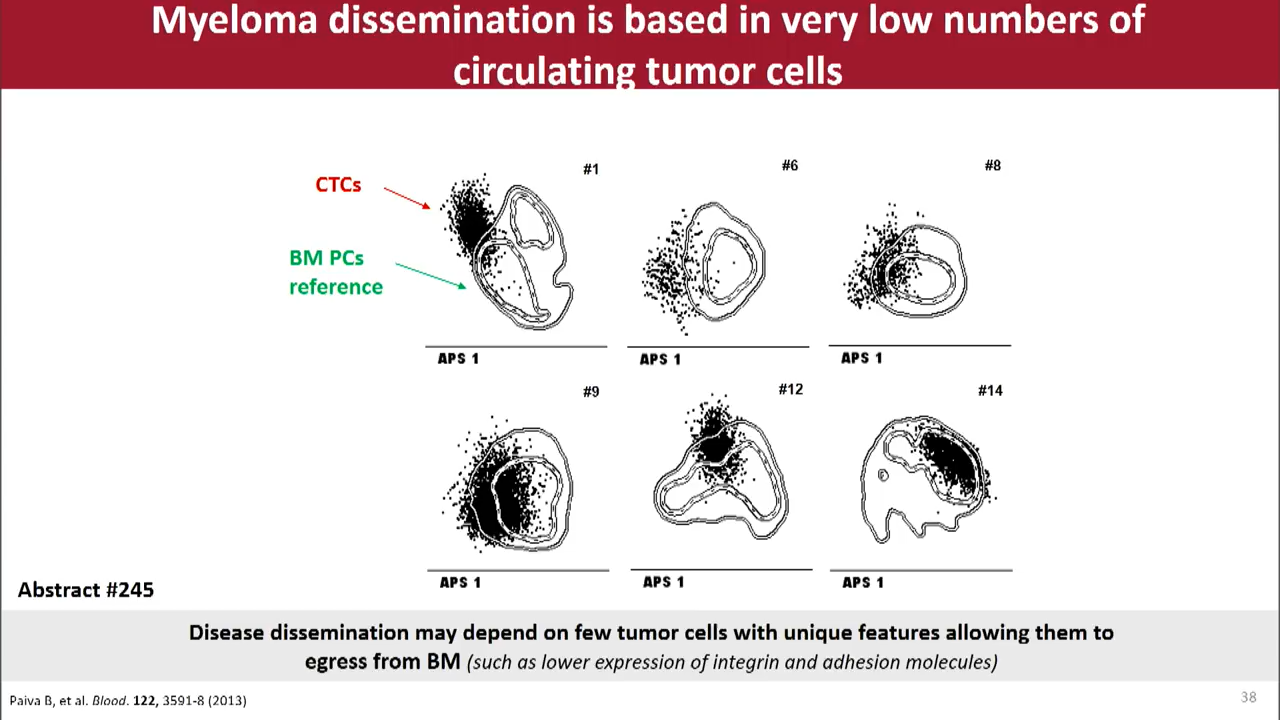 Myeloma dissemination is based in very low numbers of
circulating tumor cells
#1
#6
#8
CTCs
BM PCs
reference
APS 1
APS 1
APS 1
#9
#12
#14
APS 1
APS 1
APS 1
Abstract #245
Disease dissemination may depend on few tumor cells with unique features allowing them to
egress from BM (such as lower expression of integrin and adhesion molecules)
Paiva B, et al. Blood. 122, 3591-8 (2013)
38